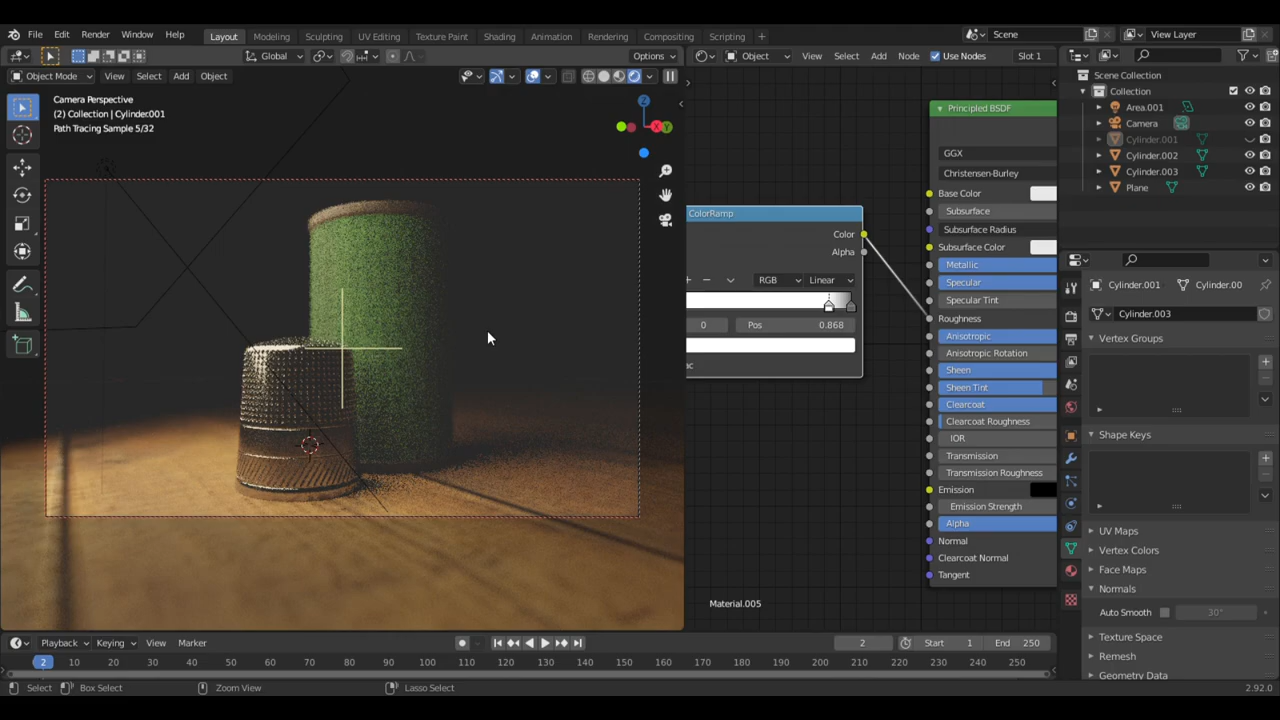 File Edit Render Window Help Layout Modeling Sculpting UV Editing Texture Paint Shading Animation Rendering Compositing Scripting + Scene View Layer
Global Options Object View Select Add Node Use Nodes Slot 1
Object Mode View Select Add Object
Camera Perspective
(2) Collection | Cylinder.001
Path Tracing Sample 5/32
X Y Z
ColorRamp
Color
Alpha
RGB Linear
0 Pos 0.868
Principled BSDF
GGX
Christensen-Burley
Base Color
Subsurface
Subsurface Radius
Subsurface Color
Metallic
Specular
Specular Tint
Roughness
Anisotropic
Anisotropic Rotation
Sheen
Sheen Tint
Clearcoat
Clearcoat Roughness
IOR
Transmission
Transmission Roughness
Emission
Emission Strength
Alpha
Normal
Clearcoat Normal
Tangent
Material.005
Scene Collection
Collection
Area.001
Camera
Cylinder.001
Cylinder.002
Cylinder.003
Plane
Cylinder.001 Cylinder.00
Cylinder.003
Vertex Groups
Shape Keys
UV Maps
Vertex Colors
Face Maps
Normals
Auto Smooth 30°
Texture Space
Remesh
Geometry Data
Playback Keying View Marker 2 Start 1 End 250
2 10 20 30 40 50 60 70 80 90 100 110 120 130 140 150 160 170 180 190 200 210 220 230 240 250
Select Box Select Zoom View Lasso Select 2.92.0